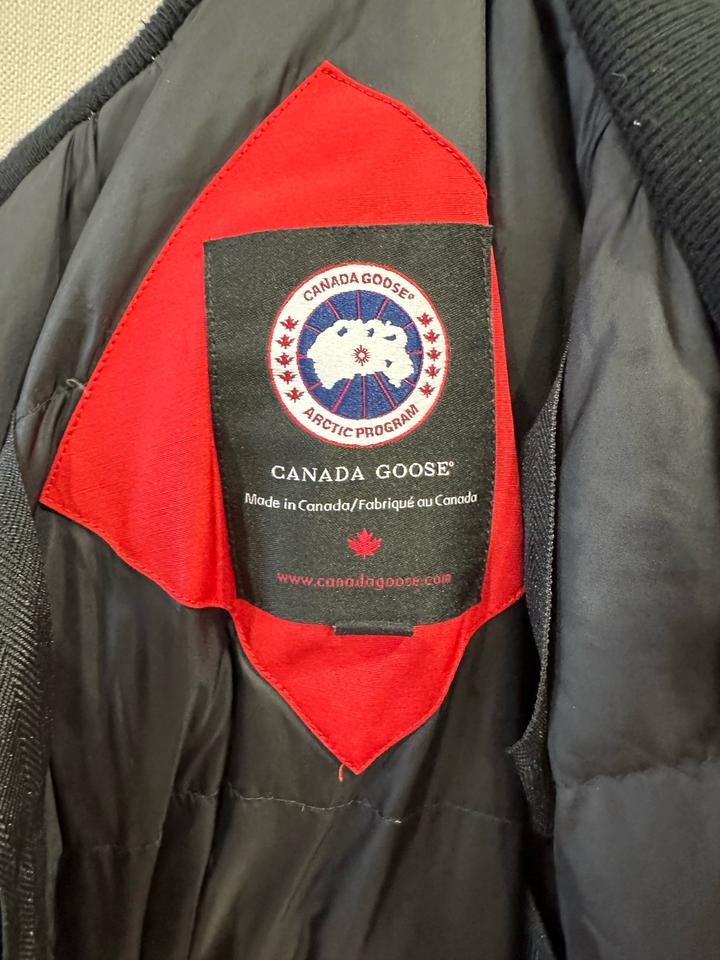 CANADA GOOSE®
ARCTIC PROGRAM
CANADA GOOSE®
Made in Canada/Fabriqué au Canada
www.canadagoose.com